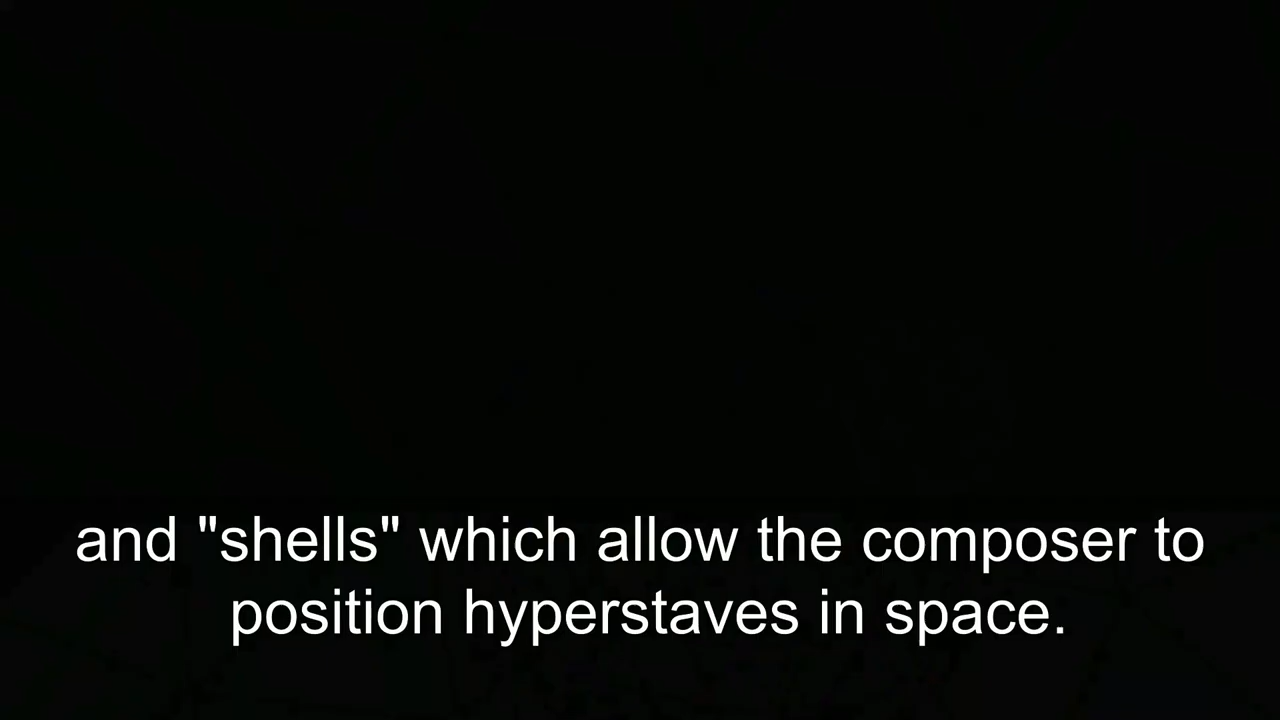 and "shells" which allow the composer to
position hyperstaves in space.